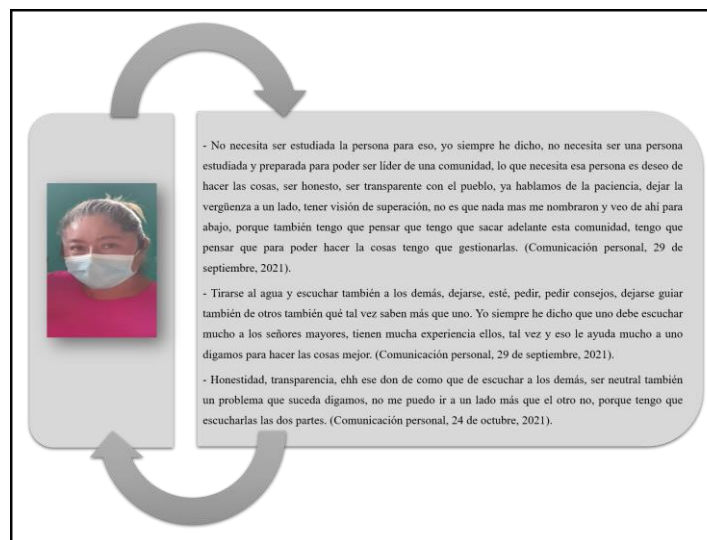 - No necesita ser estudiada la persona para eso, yo siempre he dicho, no necesita ser una persona
estudiada y preparada para poder ser líder de una comunidad, lo que necesita esa persona es deseo de
hacer las cosas, ser honesto, ser transparente con el pueblo, ya hablamos de la paciencia, dejar la
vergüenza a un lado, tener visión de superación, no es que nada mas me nombraron y veo de ahí para
abajo, porque también tengo que pensar que tengo que sacar adelante esta comunidad, tengo que
pensar que para poder hacer la cosas tengo que gestionarlas. (Comunicación personal, 29 de
septiembre, 2021).
- Tirarse al agua y escuchar también a los demás, dejarse, esté, pedir, pedir consejos, dejarse guiar
también de otros también qué tal vez saben más que uno. Yo siempre he dicho que uno debe escuchar
mucho a los señores mayores, tienen mucha experiencia ellos, tal vez y eso le ayuda mucho a uno
digamos para hacer las cosas mejor. (Comunicación personal, 29 de septiembre, 2021).
- Honestidad, transparencia, ehh ese don de como que de escuchar a los demás, ser neutral también
un problema que suceda digamos, no me puedo ir a un lado más que el otro no, porque tengo que
escucharlas las dos partes. (Comunicación personal, 24 de octubre, 2021).